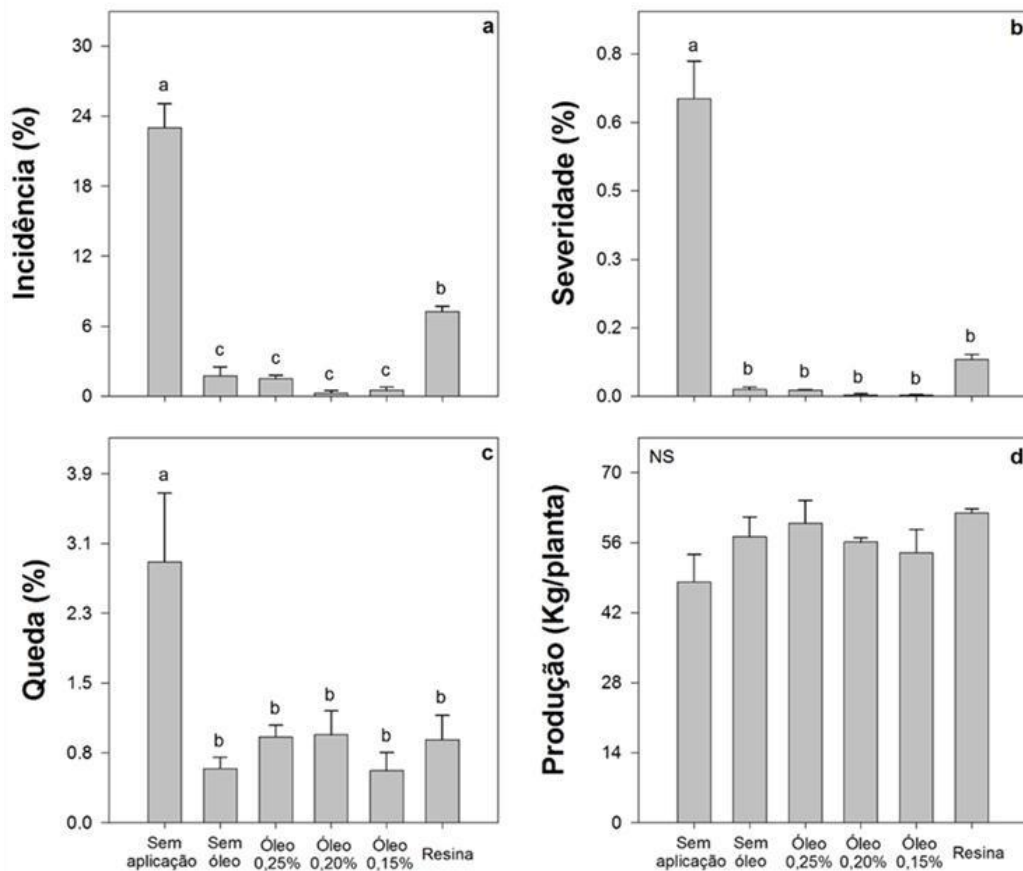 a
Incidência (%)
30
24
18
12
6
0
a
c
c
c
c
b
b
Severidade (%)
0.8
0.6
0.5
0.3
0.2
0.0
a
b
b
b
b
b
c
Queda (%)
3.9
3.1
2.3
1.5
0.8
0.0
a
b
b
b
b
b
Sem
aplicação
Sem
óleo
Óleo
0,25%
Óleo
0,20%
Óleo
0,15%
Resina
NS
d
Produção (Kg/planta)
70
56
42
28
14
0
Sem
aplicação
Sem
óleo
Óleo
0,25%
Óleo
0,20%
Óleo
0,15%
Resina